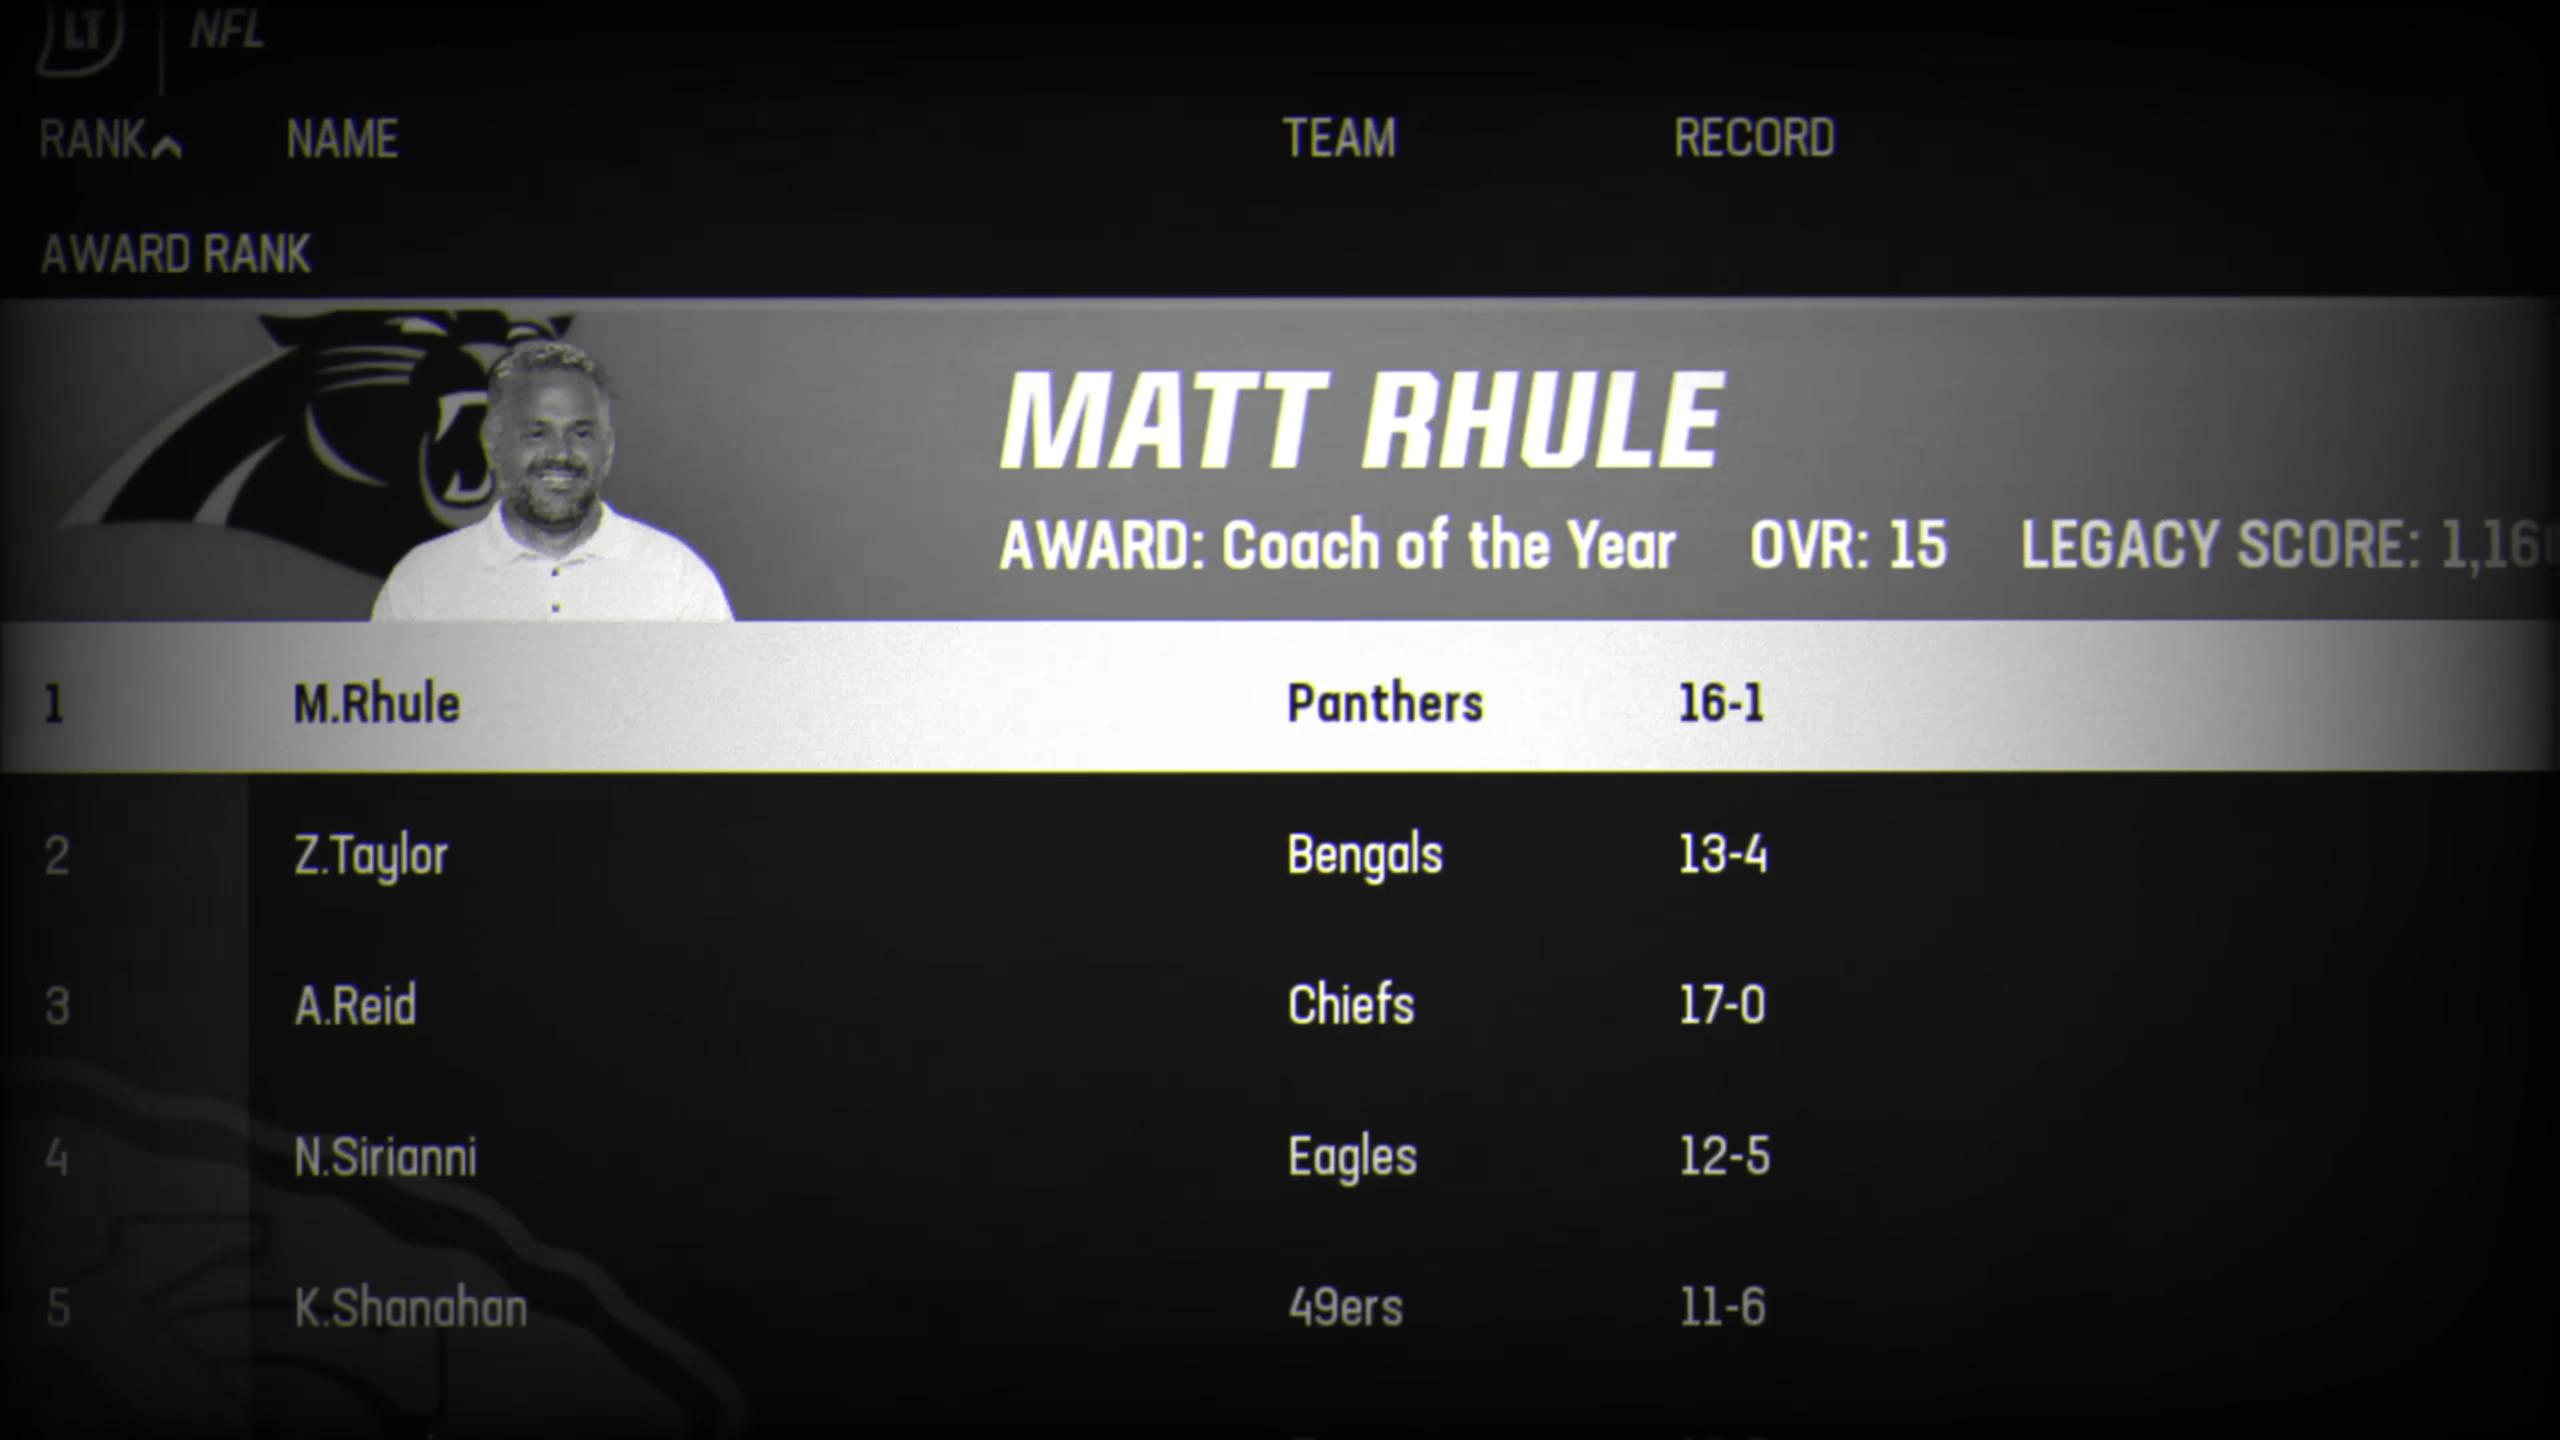 LT NFL
RANK NAME TEAM RECORD
AWARD RANK
MATT RHULE
AWARD: Coach of the Year OVR: 15 LEGACY SCORE:
1 M.Rhule Panthers 16-1
2 Z.Taylor Bengals 13-4
3 A.Reid Chiefs 17-0
4 N.Sirianni Eagles 12-5
5 K.Shanahan 49ers 11-6